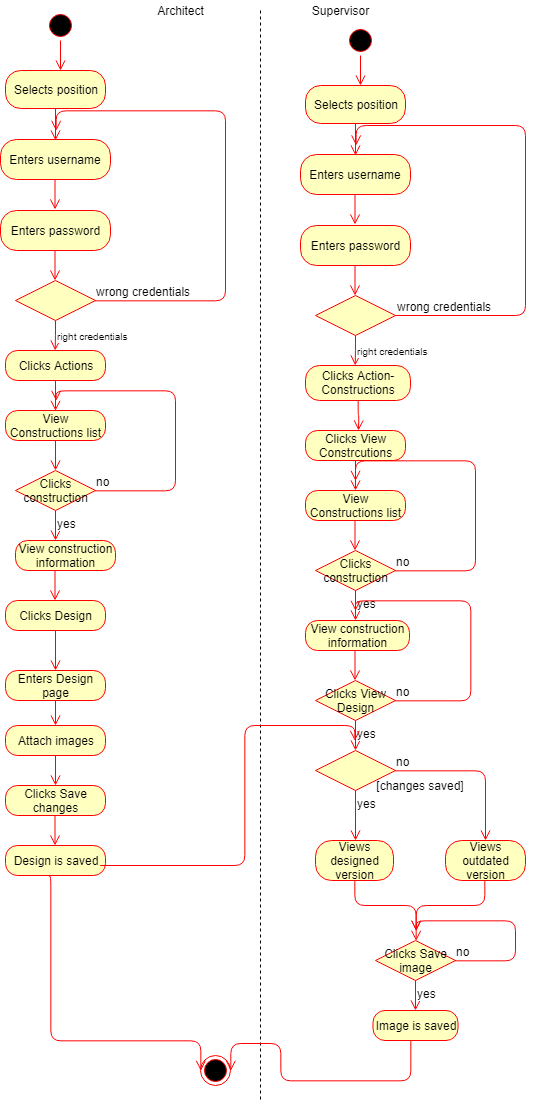 Architect
Supervisor
Selects position
Enters username
Enters password
wrong credentials
right credentials
Clicks Actions
View
Constructions list
Clicks
construction
no
yes
View construction
information
Clicks Design
Enters Design
page
Attach images
Clicks Save
changes
Design is saved
Selects position
Enters username
Enters password
wrong credentials
right credentials
Clicks Action-
Constructions
Clicks View
Constrcutions
View
Constructions list
Clicks
construction
no
yes
View construction
information
Clicks View
Design
no
yes
no
[changes saved]
yes
Views
designed
version
Views
outdated
version
Clicks Save
image
no
yes
Image is saved